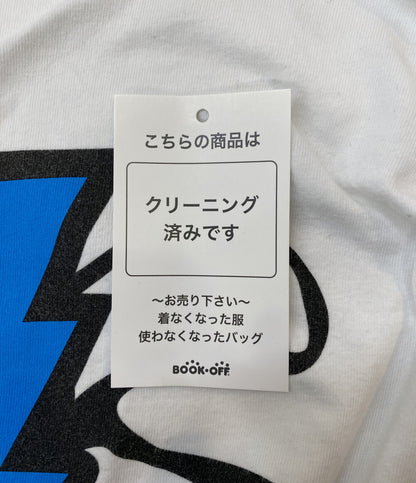 こちらの商品は
クリーニング
済みです
〜お売り下さい〜
着なくなった服
使わなくなったバッグ
BOOK・OFF